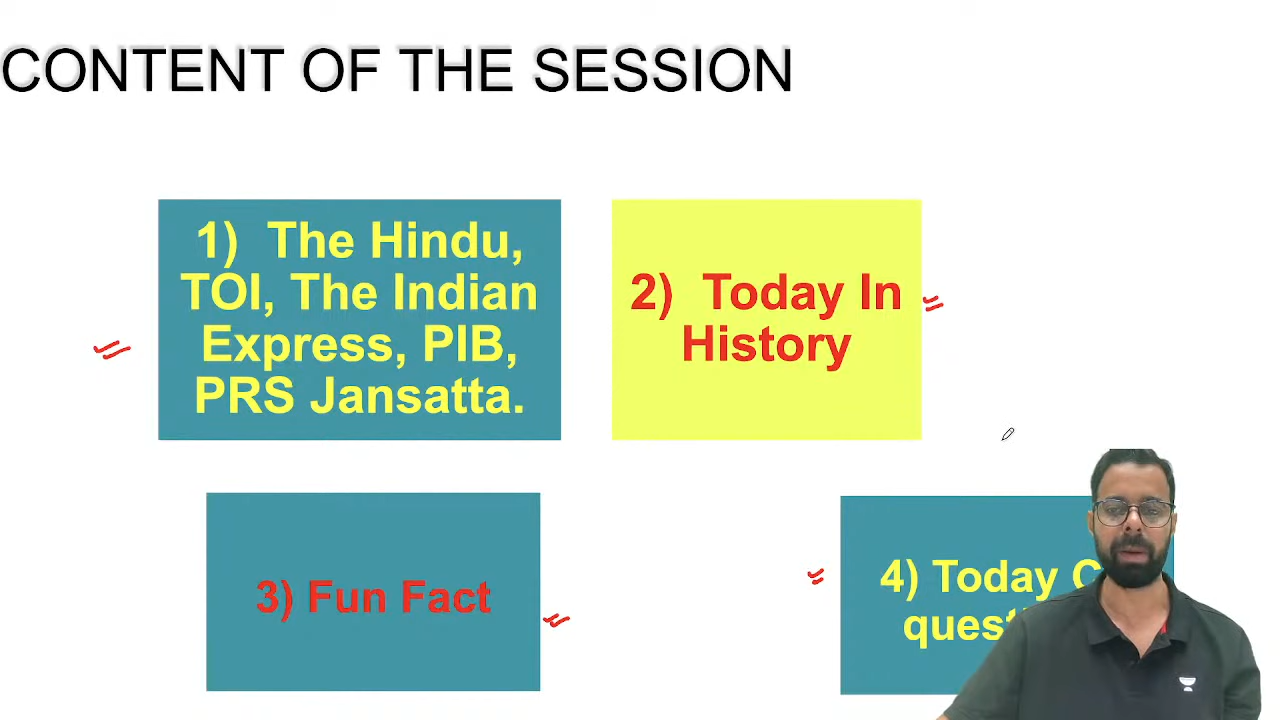 CONTENT OF THE SESSION
1) The Hindu,
TOI, The Indian
Express, PIB,
PRS Jansatta.
2) Today In
History
3) Fun Fact
4) Today